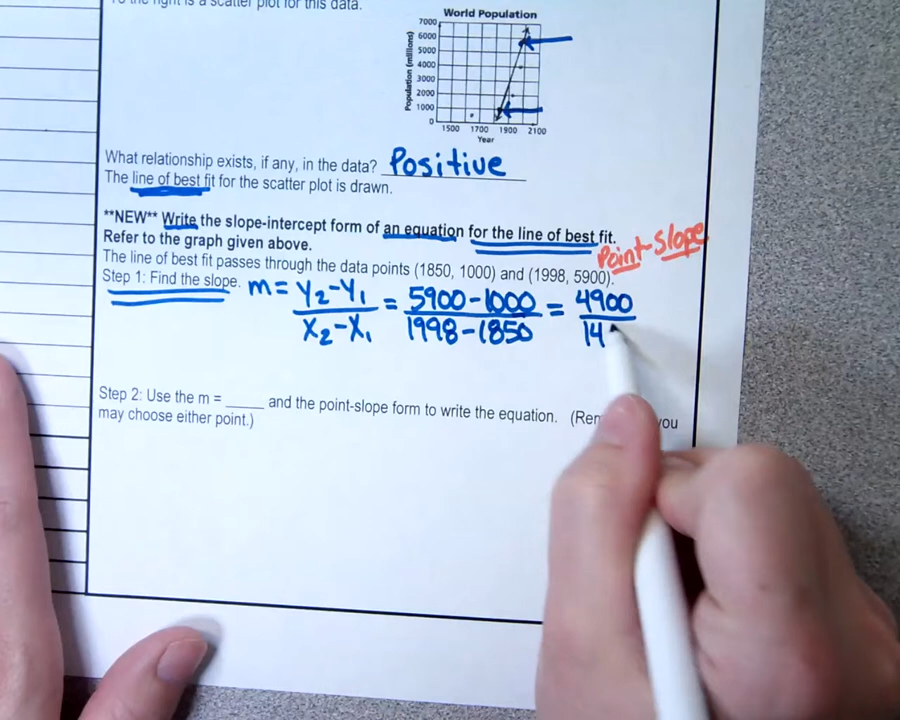 To the right is a scatter plot for this data.
World Population
Population (millions)
7000
6000
5000
4000
3000
2000
1000
0
1500 1700 1900 2100
Year
What relationship exists, if any, in the data? Positive
The line of best fit for the scatter plot is drawn.
**NEW** Write the slope-intercept form of an equation for the line of best fit.
Refer to the graph given above.
Point-Slope
The line of best fit passes through the data points (1850, 1000) and (1998, 5900).
Step 1: Find the slope. m = y₂-y₁ / x₂-x₁ = 5900-1000 / 1998-1850 = 4900 / 14
Step 2: Use the m = _____ and the point-slope form to write the equation. (Rem you
may choose either point.)